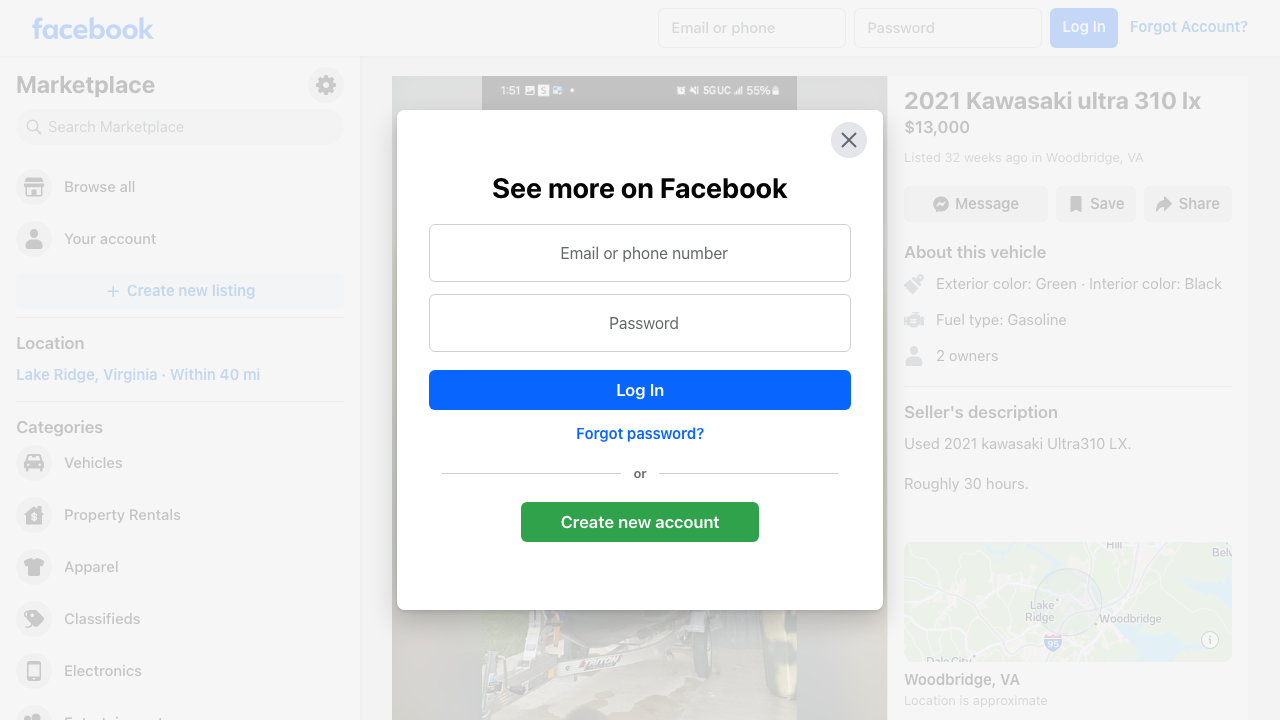 facebook
Email or phone
Password
Log In
Forgot Account?
Marketplace
Search Marketplace
Browse all
Your account
Create new listing
Location
Lake Ridge, Virginia · Within 40 mi
Categories
Vehicles
Property Rentals
Apparel
Classifieds
Electronics
1:51
5GUC
55%
See more on Facebook
Email or phone number
Password
Log In
Forgot password?
or
Create new account
TRITON
2021 Kawasaki ultra 310 lx
$13,000
Listed 32 weeks ago in Woodbridge, VA
Message
Save
Share
About this vehicle
Exterior color: Green · Interior color: Black
Fuel type: Gasoline
2 owners
Seller's description
Used 2021 kawasaki Ultra310 LX.
Roughly 30 hours.
Hill
Belv
Lake
Ridge
Woodbridge
95
Dale City
Woodbridge, VA
Location is approximate